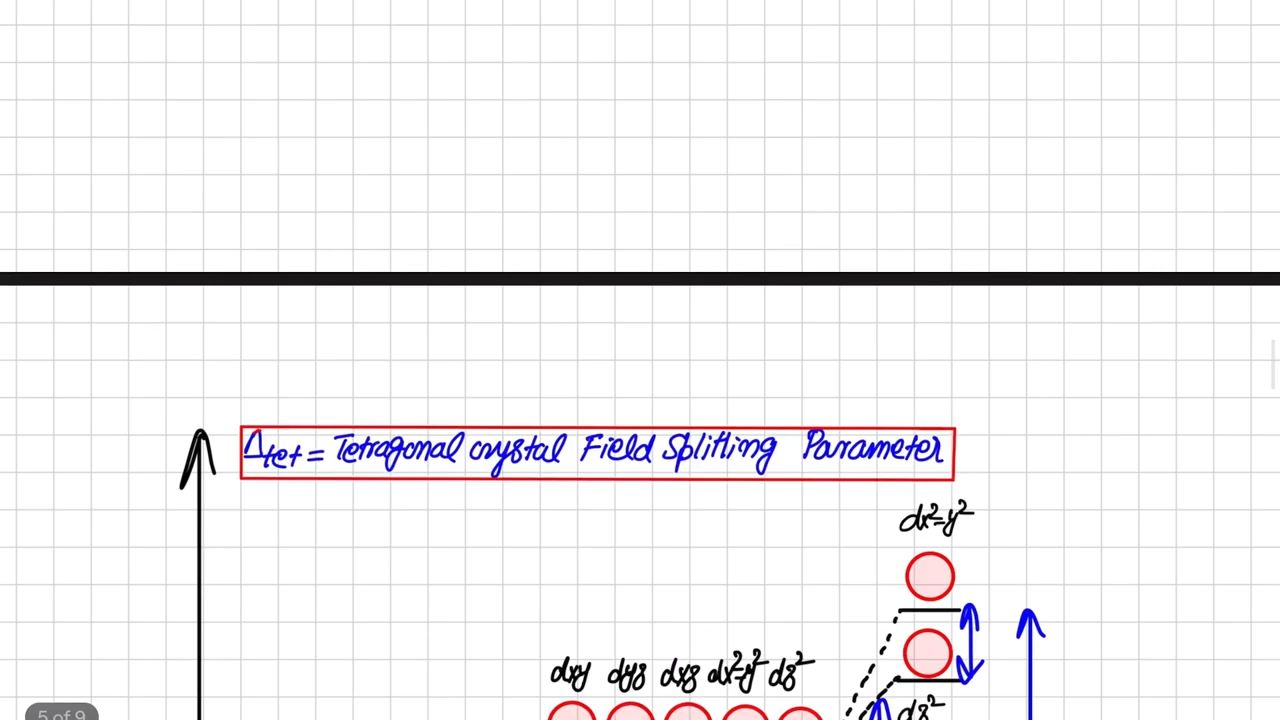 Δtet = Tetragonal crystal Field Splitting Parameter
dx²-y²
dxy dyz dxz dx²-y² dz²
dz²
5 of 9